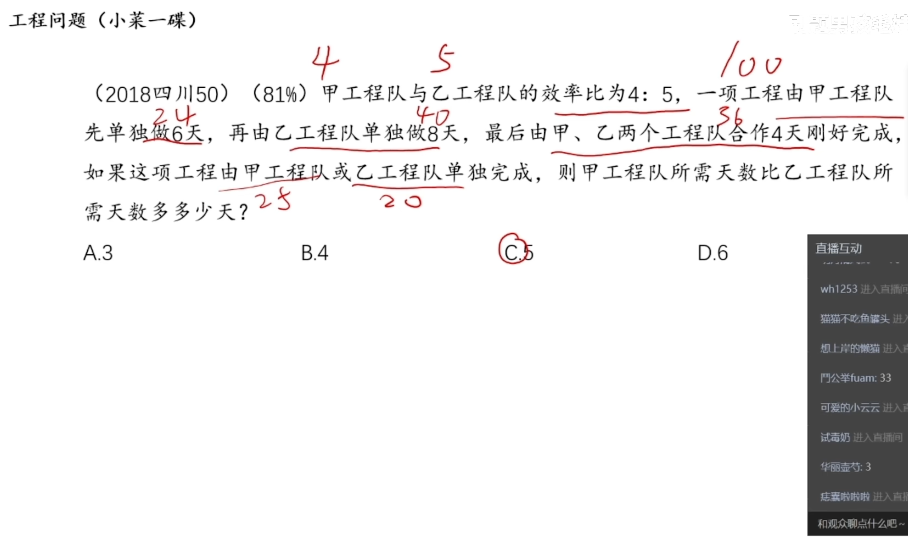 工程问题（小菜一碟）
4 5 100
（2018四川50）（81%）甲工程队与乙工程队的效率比为4：5，一项工程由甲工程队
24 40 36
先单独做6天，再由乙工程队单独做8天，最后由甲、乙两个工程队合作4天刚好完成，
如果这项工程由甲工程队或乙工程队单独完成，则甲工程队所需天数比乙工程队所
25 20
需天数多多少天？
A.3 B.4 C.5 D.6
直播互动
wh1253 进入直播间
猫猫不吃鱼罐头 进入
想上岸的懒猫 进入直
鬥公举fuam: 33
可爱的小云云 进入直
试毒奶 进入直播间
华丽壶芍: 3
痞囊啦啦啦 进入直播
和观众聊点什么吧～